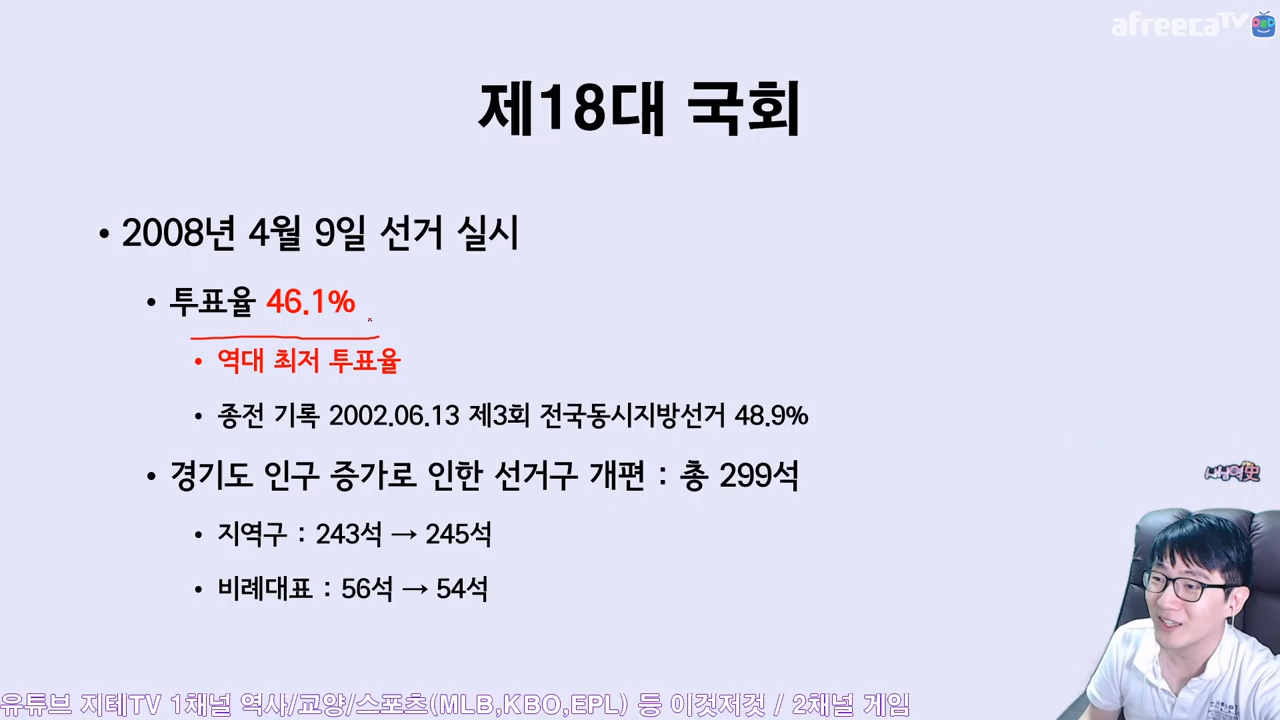 afreecaTV
제18대 국회
• 2008년 4월 9일 선거 실시
• 투표율 46.1%
• 역대 최저 투표율
• 종전 기록 2002.06.13 제3회 전국동시지방선거 48.9%
• 경기도 인구 증가로 인한 선거구 개편 : 총 299석
• 지역구 : 243석 → 245석
• 비례대표 : 56석 → 54석
유튜브 지테TV 1채널 역사/교양/스포츠(MLB,KBO,EPL) 등 이것저것 / 2채널 게임